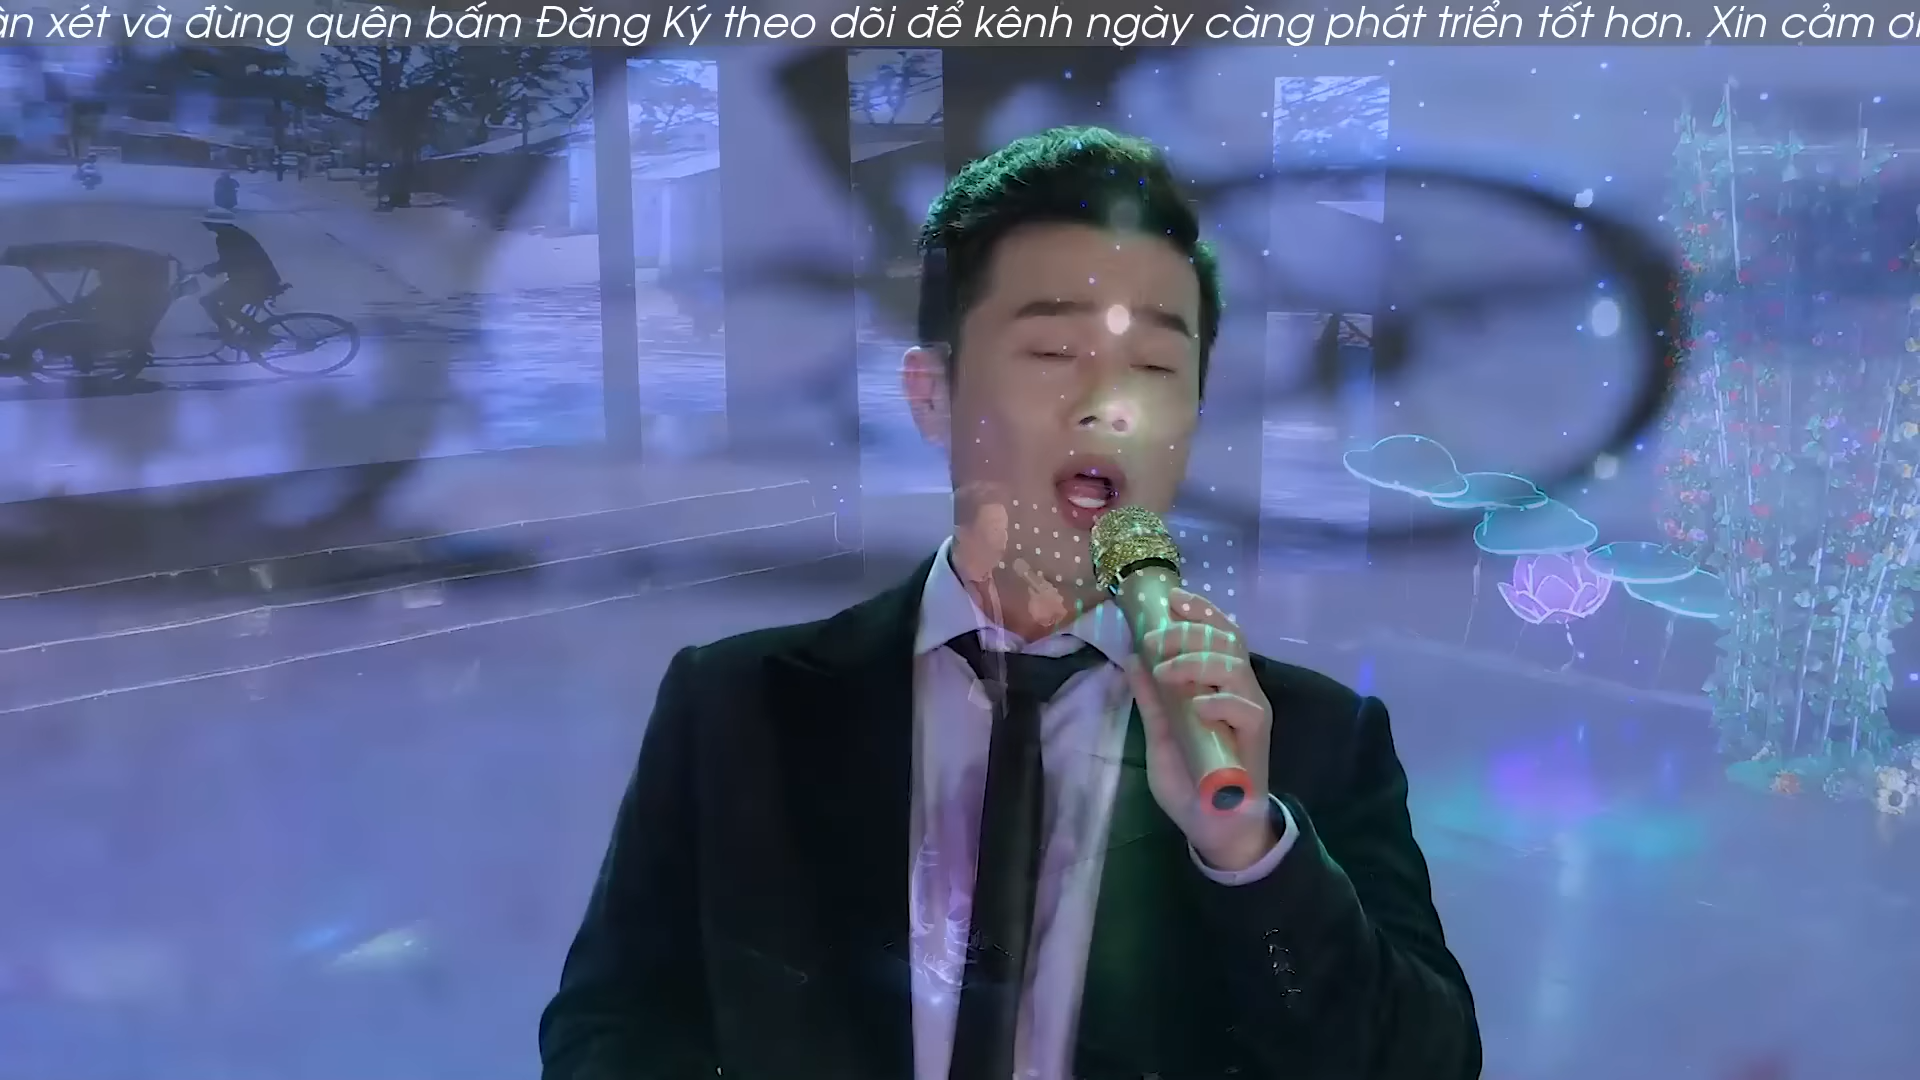 ận xét và đừng quên bấm Đăng Ký theo dõi để kênh ngày càng phát triển tốt hơn. Xin cảm ơn